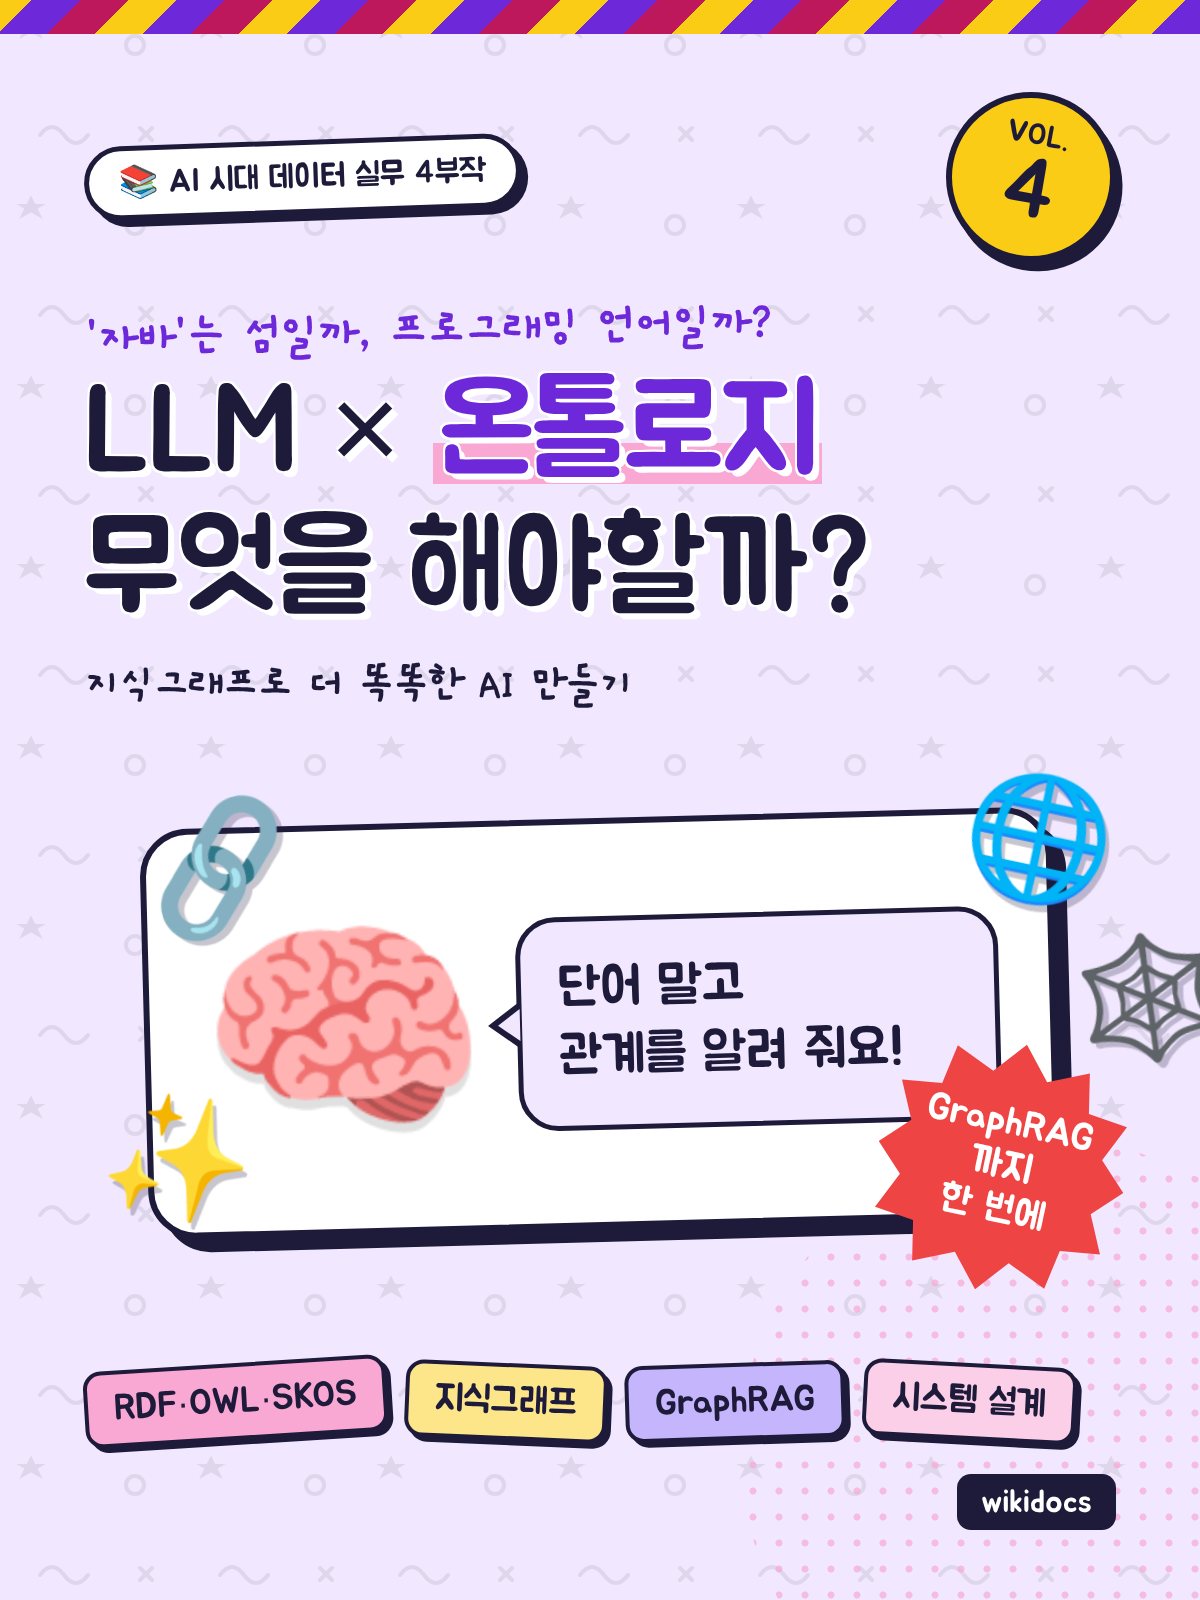 AI 시대 데이터 실무 4부작
VOL.
4
'자바'는 섬일까, 프로그래밍 언어일까?
LLM × 온톨로지
무엇을 해야할까?
지식그래프로 더 똑똑한 AI 만들기
단어 말고
관계를 알려 줘요!
GraphRAG
까지
한 번에
RDF·OWL·SKOS
지식그래프
GraphRAG
시스템 설계
wikidocs